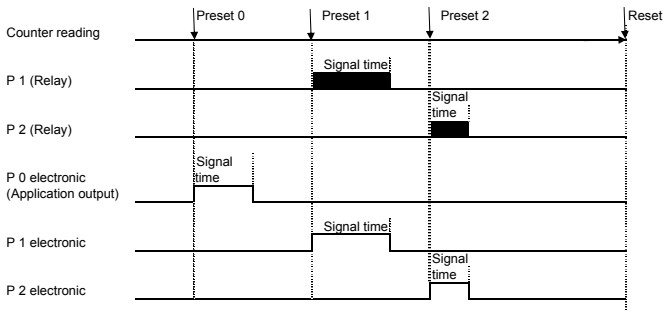 Preset 0 Preset 1 Preset 2 Reset
Counter reading
Signal time
P 1 (Relay)
Signal
time
P 2 (Relay)
Signal
time
P 0 electronic
(Application output)
Signal time
P 1 electronic
Signal
time
P 2 electronic